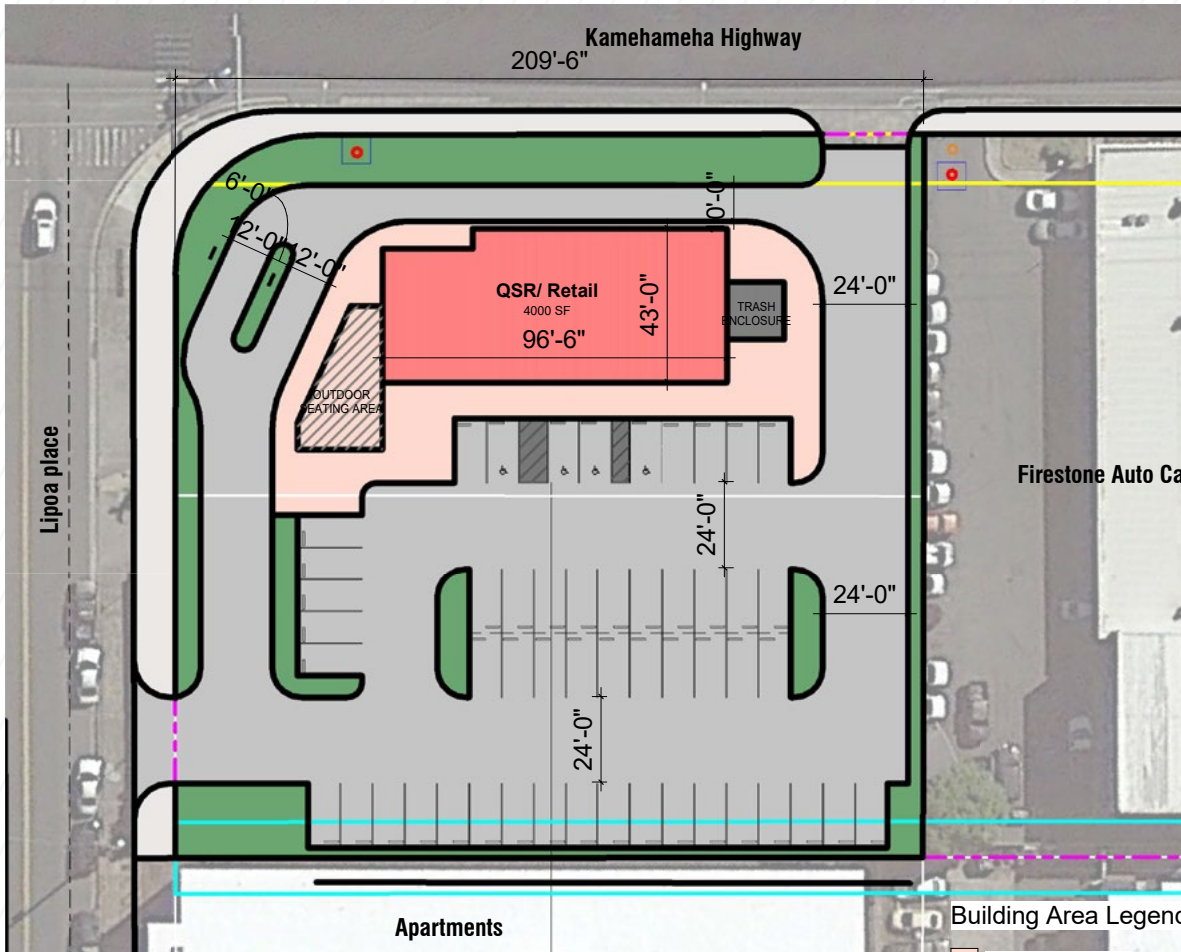 Kamehameha Highway
209'-6"
6'-0"
12'-0"
12'-0"
0'-0"
QSR/ Retail
4000 SF
43'-0"
96'-6"
TRASH
ENCLOSURE
24'-0"
OUTDOOR
SEATING AREA
Lipoa place
Firestone Auto Ca
24'-0"
24'-0"
24'-0"
Apartments
Building Area Legend